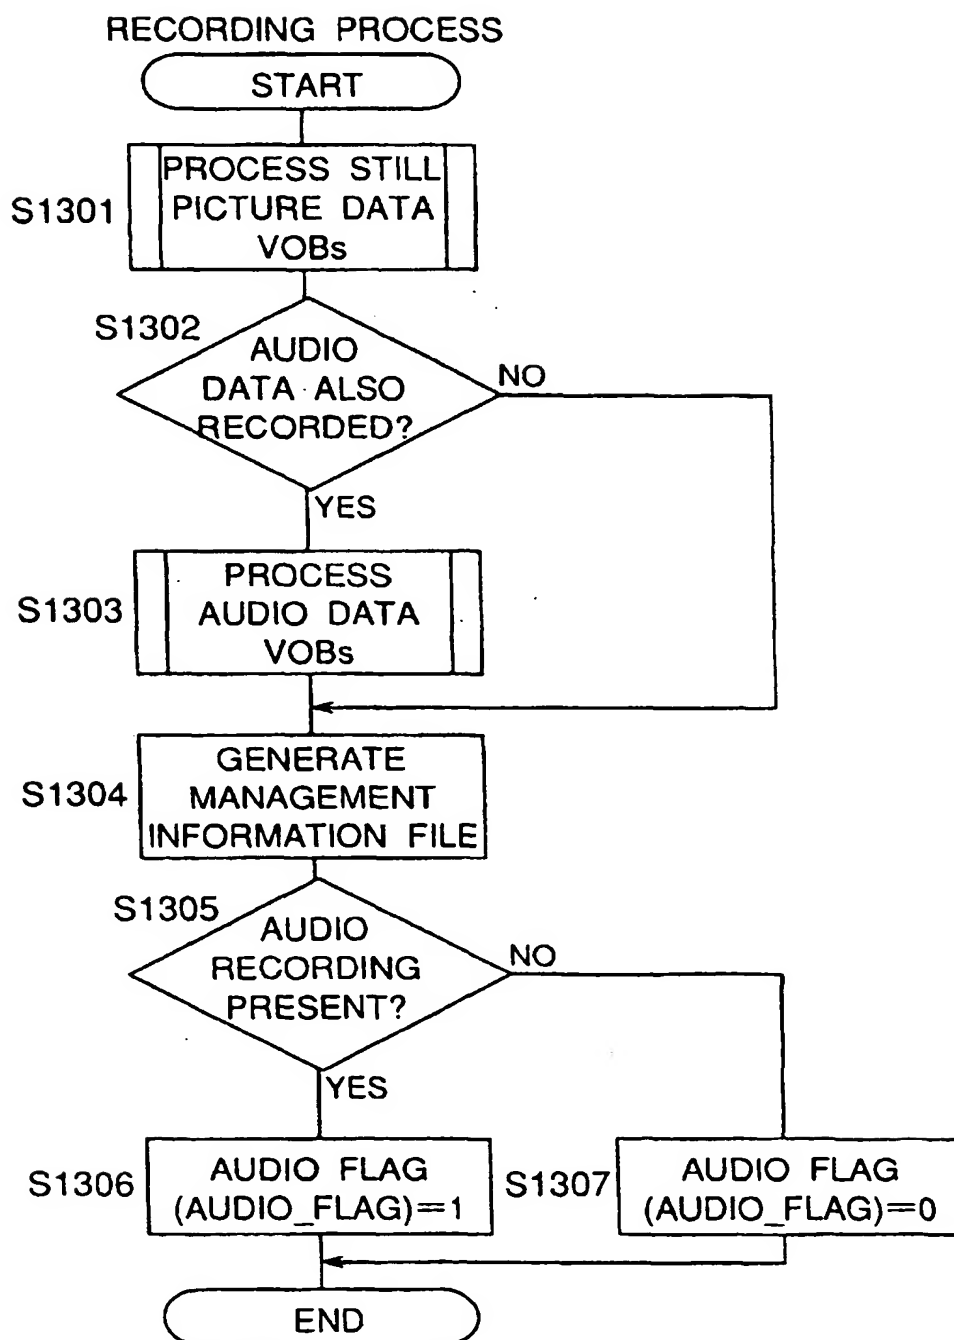 RECORDING PROCESS
START
S1301
PROCESS STILL
PICTURE DATA
VOBs
S1302
AUDIO
DATA ALSO
RECORDED?
NO
YES
S1303
PROCESS
AUDIO DATA
VOBs
S1304
GENERATE
MANAGEMENT
INFORMATION FILE
S1305
AUDIO
RECORDING
PRESENT?
NO
YES
S1306
AUDIO FLAG
(AUDIO_FLAG)=1
S1307
AUDIO FLAG
(AUDIO_FLAG)=0
END